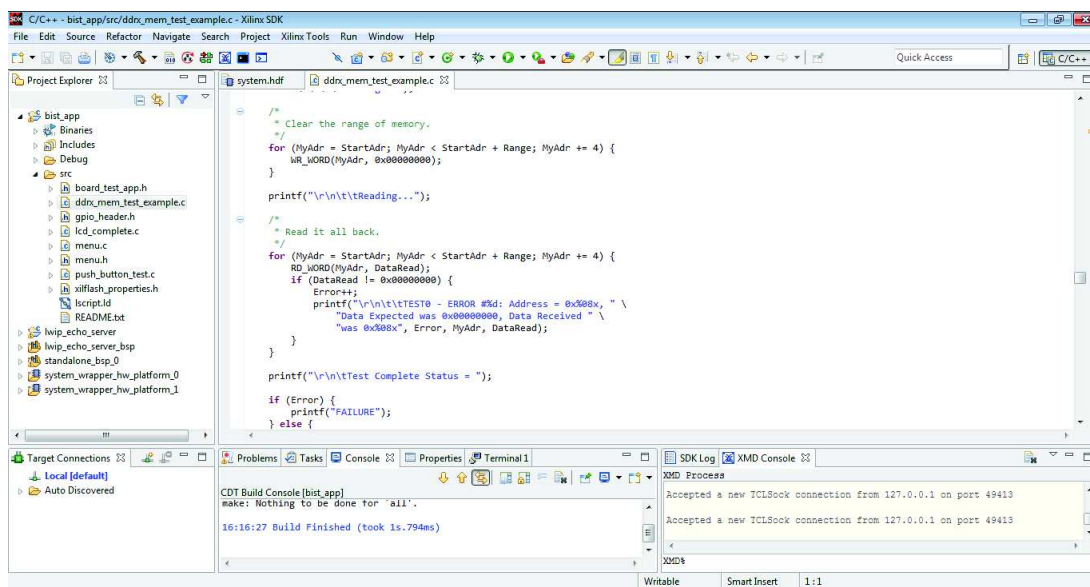 C/C++ - bist_app/src/ddrx_mem_test_example.c - Xilinx SDK
File Edit Source Refactor Navigate Search Project Xilinx Tools Run Window Help
Quick Access
C/C++
Project Explorer
bist_app
Binaries
Includes
Debug
src
board_test_app.h
ddrx_mem_test_example.c
gpio_header.h
lcd_complete.c
menu.c
menu.h
push_button_test.c
xilflash_properties.h
lscript.ld
README.txt
lwip_echo_server
lwip_echo_server_bsp
standalone_bsp_0
system_wrapper_hw_platform_0
system_wrapper_hw_platform_1
system.hdf ddrx_mem_test_example.c
/*
* Clear the range of memory.
*/
for (MyAdr = StartAdr; MyAdr < StartAdr + Range; MyAdr += 4) {
WR_WORD(MyAdr, 0x00000000);
}
printf("\r\n\t\tReading...");
/*
* Read it all back.
*/
for (MyAdr = StartAdr; MyAdr < StartAdr + Range; MyAdr += 4) {
RD_WORD(MyAdr, DataRead);
if (DataRead != 0x00000000) {
Error++;
printf("\r\n\t\tTEST0 - ERROR #%d: Address = 0x%08x, " \
"Data Expected was 0x00000000, Data Received " \
"was 0x%08x", Error, MyAdr, DataRead);
}
}
printf("\r\n\tTest Complete Status = ");
if (Error) {
printf("FAILURE");
} else {
Target Connections
Local [default]
Auto Discovered
Problems Tasks Console Properties Terminal 1
CDT Build Console [bist_app]
make: Nothing to be done for `all'.
16:16:27 Build Finished (took 1s.794ms)
SDK Log XMD Console
XMD Process
Accepted a new TCLSock connection from 127.0.0.1 on port 49413
Accepted a new TCLSock connection from 127.0.0.1 on port 49413
XMD%
Writable Smart Insert 1:1